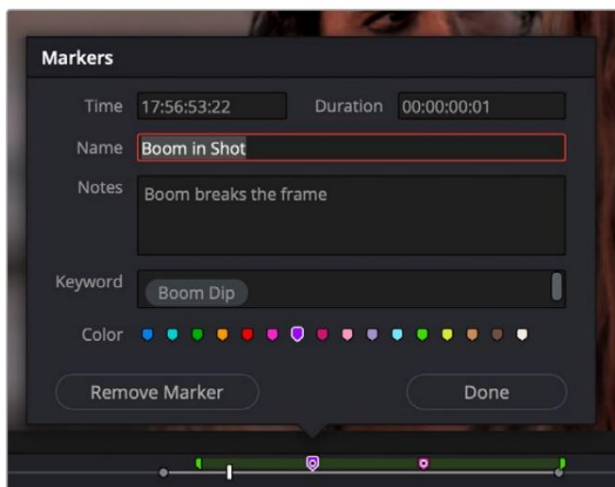 Markers
Time 17:56:53:22 Duration 00:00:00:01
Name Boom in Shot
Notes Boom breaks the frame
Keyword Boom Dip
Color
Remove Marker Done